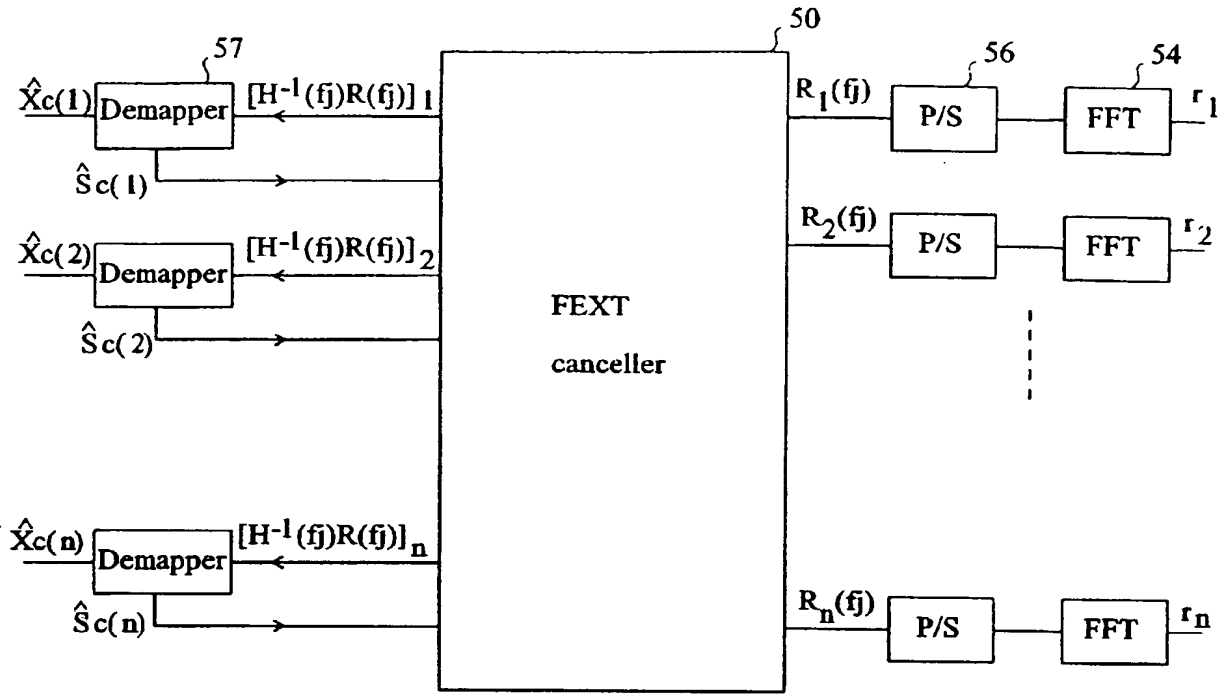 50
57
56
54
X̂c(1)
Demapper
[H⁻¹(fj)R(fj)]₁
R₁(fj)
P/S
FFT
r₁
Ŝc(1)
X̂c(2)
Demapper
[H⁻¹(fj)R(fj)]₂
R₂(fj)
P/S
FFT
r₂
Ŝc(2)
FEXT
canceller
X̂c(n)
Demapper
[H⁻¹(fj)R(fj)]ₙ
Rₙ(fj)
P/S
FFT
rₙ
Ŝc(n)